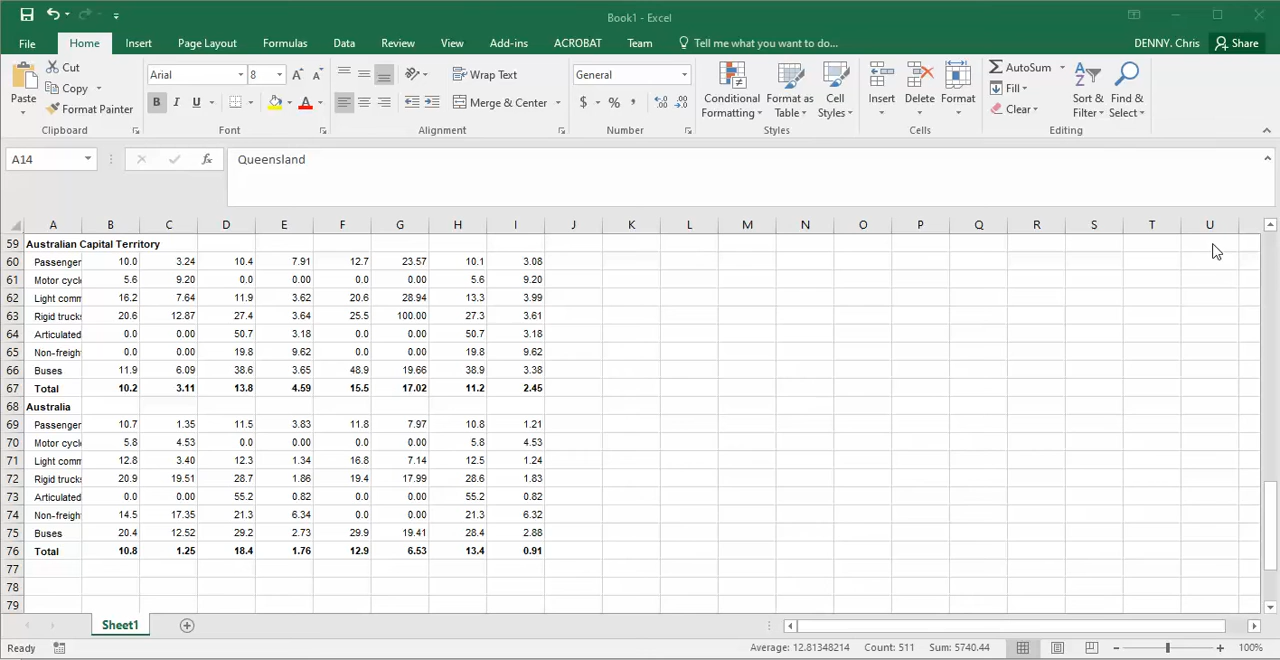 Book1 - Excel
File Home Insert Page Layout Formulas Data Review View Add-ins ACROBAT Team Tell me what you want to do... DENNY. Chris Share
Paste Cut Copy Format Painter
Clipboard
Arial 8 A A
B I U A
Font
Wrap Text
Merge & Center
Alignment
General
$ % ,
Number
Conditional Formatting Format as Table Cell Styles
Styles
Insert Delete Format
Cells
AutoSum
Fill
Clear
Sort & Filter Find & Select
Editing
A14 fx Queensland
A B C D E F G H I J K L M N O P Q R S T U
59 Australian Capital Territory
60 Passenger 10.0 3.24 10.4 7.91 12.7 23.57 10.1 3.08
61 Motor cycl 5.6 9.20 0.0 0.00 0.0 0.00 5.6 9.20
62 Light comm 16.2 7.64 11.9 3.62 20.6 28.94 13.3 3.99
63 Rigid trucks 20.6 12.87 27.4 3.64 25.5 100.00 27.3 3.61
64 Articulated 0.0 0.00 50.7 3.18 0.0 0.00 50.7 3.18
65 Non-freigh 0.0 0.00 19.8 9.62 0.0 0.00 19.8 9.62
66 Buses 11.9 6.09 38.6 3.65 48.9 19.66 38.9 3.38
67 Total 10.2 3.11 13.8 4.59 15.5 17.02 11.2 2.45
68 Australia
69 Passenger 10.7 1.35 11.5 3.83 11.8 7.97 10.8 1.21
70 Motor cycl 5.8 4.53 0.0 0.00 0.0 0.00 5.8 4.53
71 Light comm 12.8 3.40 12.3 1.34 16.8 7.14 12.5 1.24
72 Rigid trucks 20.9 19.51 28.7 1.86 19.4 17.99 28.6 1.83
73 Articulated 0.0 0.00 55.2 0.82 0.0 0.00 55.2 0.82
74 Non-freigh 14.5 17.35 21.3 6.34 0.0 0.00 21.3 6.32
75 Buses 20.4 12.52 29.2 2.73 29.9 19.41 28.4 2.88
76 Total 10.8 1.25 18.4 1.76 12.9 6.53 13.4 0.91
77
78
79
Sheet1
Ready Average: 12.81348214 Count: 511 Sum: 5740.44 100%